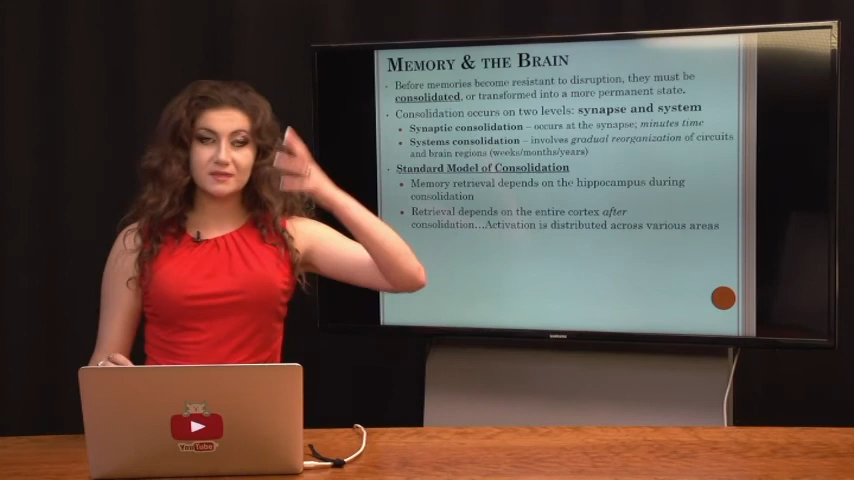 MEMORY & THE BRAIN
Before memories become resistant to disruption, they must be
consolidated, or transformed into a more permanent state.
Consolidation occurs on two levels: synapse and system
Synaptic consolidation – occurs at the synapse; minutes time
Systems consolidation – involves gradual reorganization of circuits
and brain regions (weeks/months/years)
Standard Model of Consolidation
Memory retrieval depends on the hippocampus during
consolidation
Retrieval depends on the entire cortex after
consolidation...Activation is distributed across various areas
SAMSUNG
YouTube